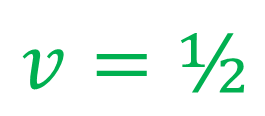 v = ½